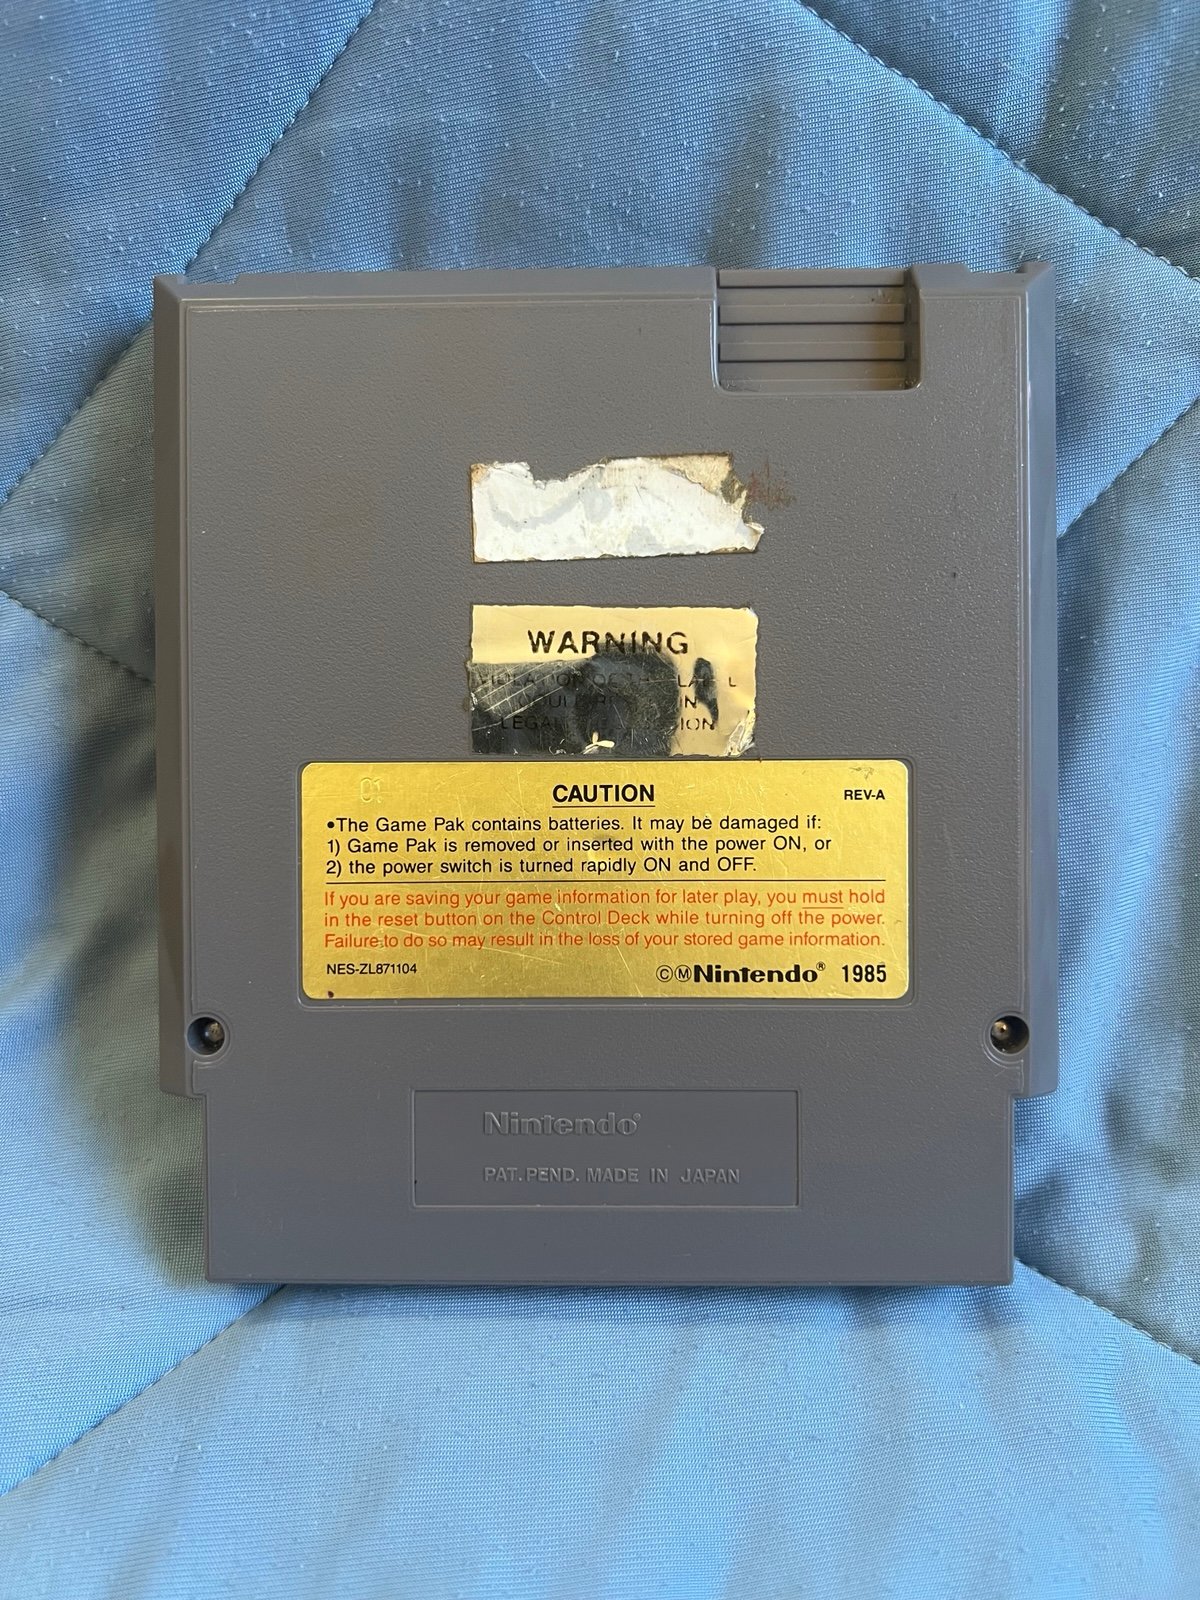 WARNING
01 CAUTION REV-A
•The Game Pak contains batteries. It may be damaged if:
1) Game Pak is removed or inserted with the power ON, or
2) the power switch is turned rapidly ON and OFF.
If you are saving your game information for later play, you must hold
in the reset button on the Control Deck while turning off the power.
Failure to do so may result in the loss of your stored game information.
NES-ZL871104 ©ⓂNintendo® 1985
Nintendo®
PAT. PEND. MADE IN JAPAN